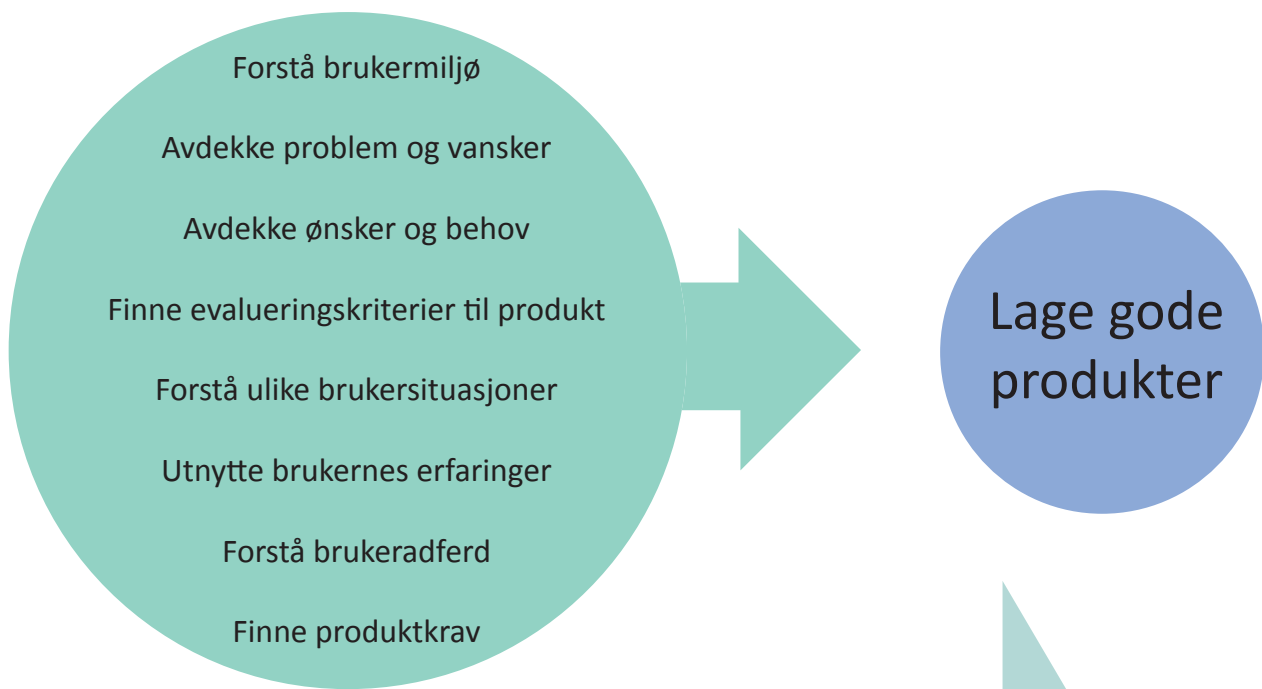 Forstå brukermiljø
Avdekke problem og vansker
Avdekke ønsker og behov
Finne evalueringskriterier til produkt
Forstå ulike brukersituasjoner
Utnytte brukernes erfaringer
Forstå brukeradferd
Finne produktkrav
Lage gode
produkter